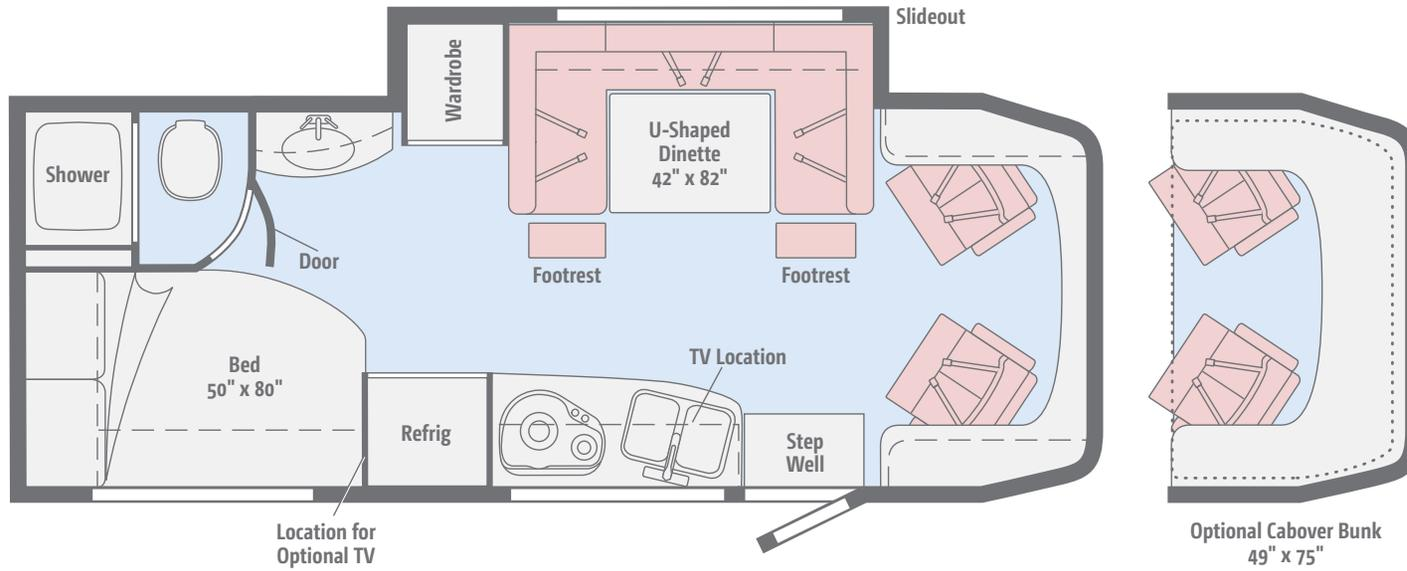 Slideout
Wardrobe
U-Shaped
Dinette
42" x 82"
Shower
Door
Footrest
Footrest
TV Location
Bed
50" x 80"
Refrig
Step
Well
Location for
Optional TV
Optional Cabover Bunk
49" x 75"